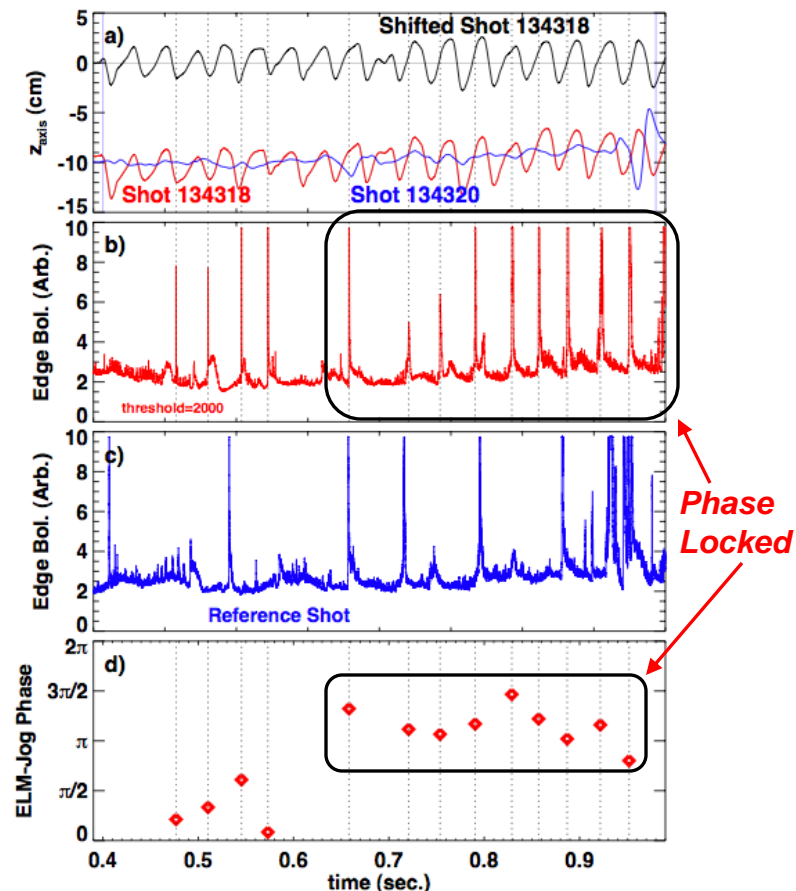 a)
Shifted Shot 134318
5
0
-5
-10
-15
z axis (cm)
Shot 134318
Shot 134320
b)
10
8
6
4
2
0
Edge Bol. (Arb.)
threshold=2000
c)
10
8
6
4
2
0
Edge Bol. (Arb.)
Reference Shot
Phase
Locked
d)
2π
3π/2
π
π/2
0
ELM-Jog Phase
0.4 0.5 0.6 0.7 0.8 0.9
time (sec.)